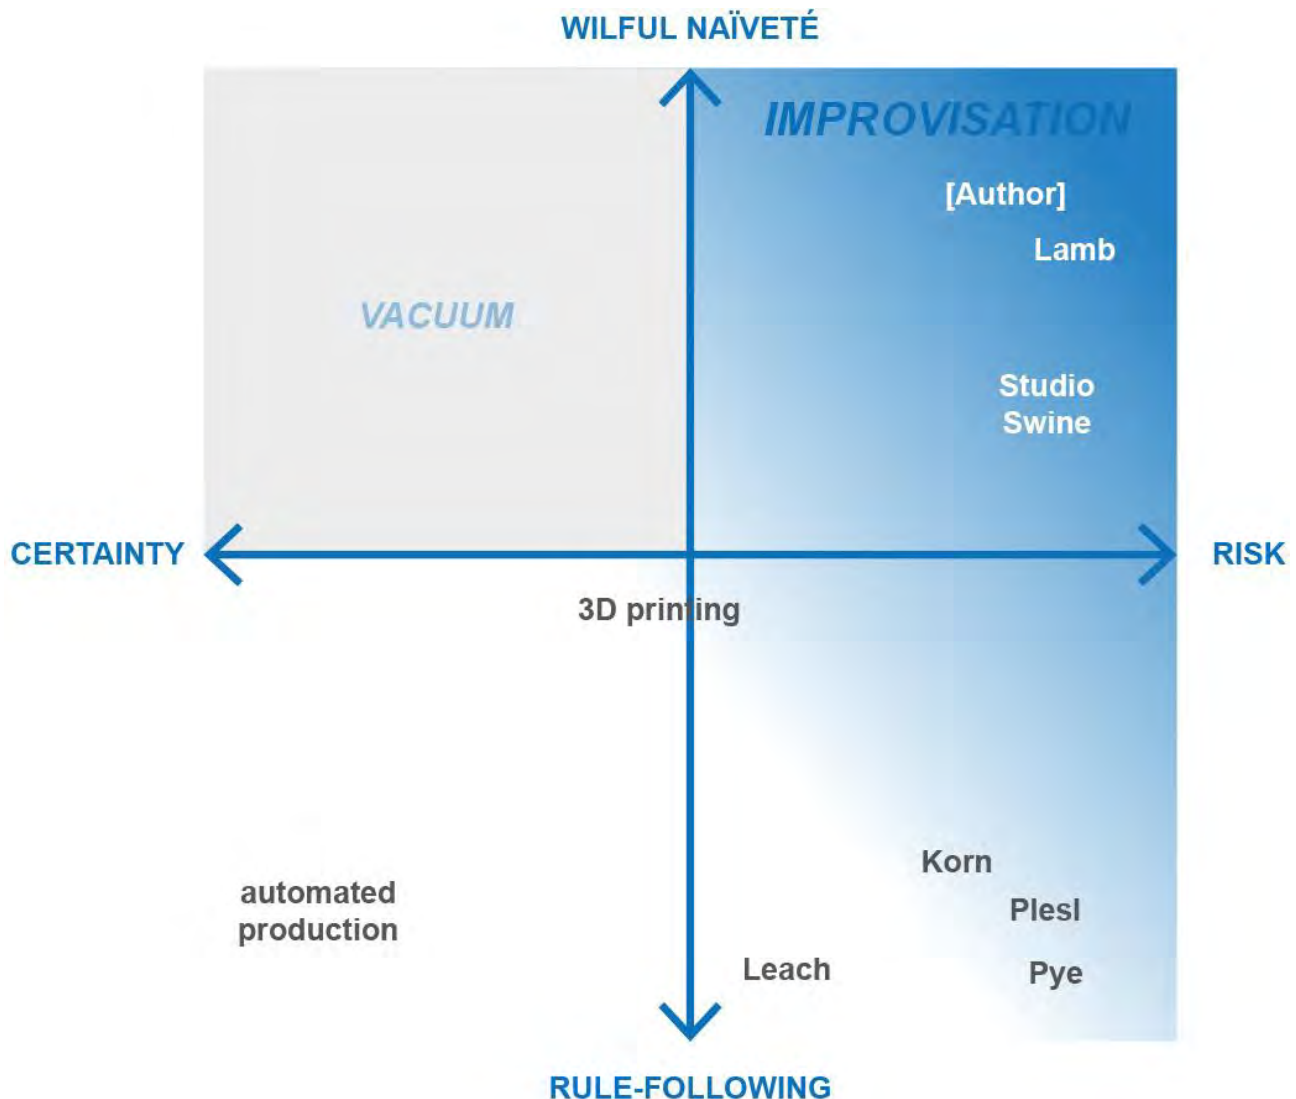 WILFUL NAÏVETÉ
IMPROVISATION
[Author]
Lamb
VACUUM
Studio
Swine
CERTAINTY
RISK
3D printing
Korn
automated
production
Plesl
Leach
Pye
RULE-FOLLOWING